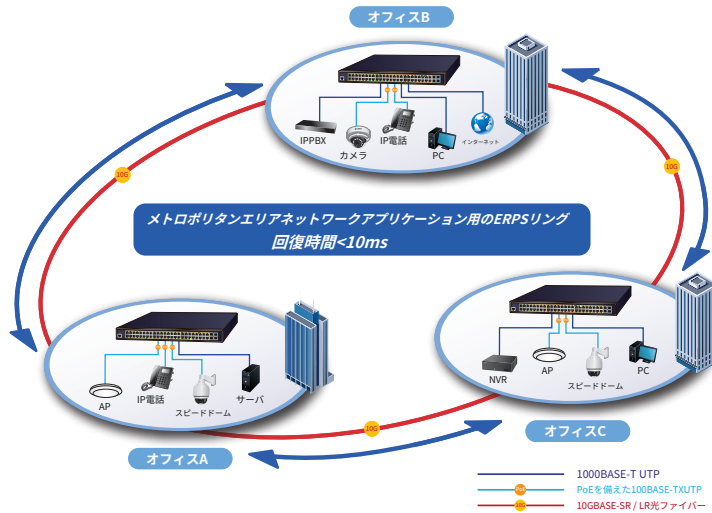 オフィスB
IPPBX
カメラ
IP電話
PC
インターネット
10G
10G
メトロポリタンエリアネットワークアプリケーション用のERPSリング
回復時間<10ms
AP
IP電話
スピードドーム
サーバ
NVR
AP
スピードドーム
PC
10G
オフィスA
オフィスC
1000BASE-T UTP
PoE
PoEを備えた100BASE-TXUTP
10G
10GBASE-SR / LR光ファイバー